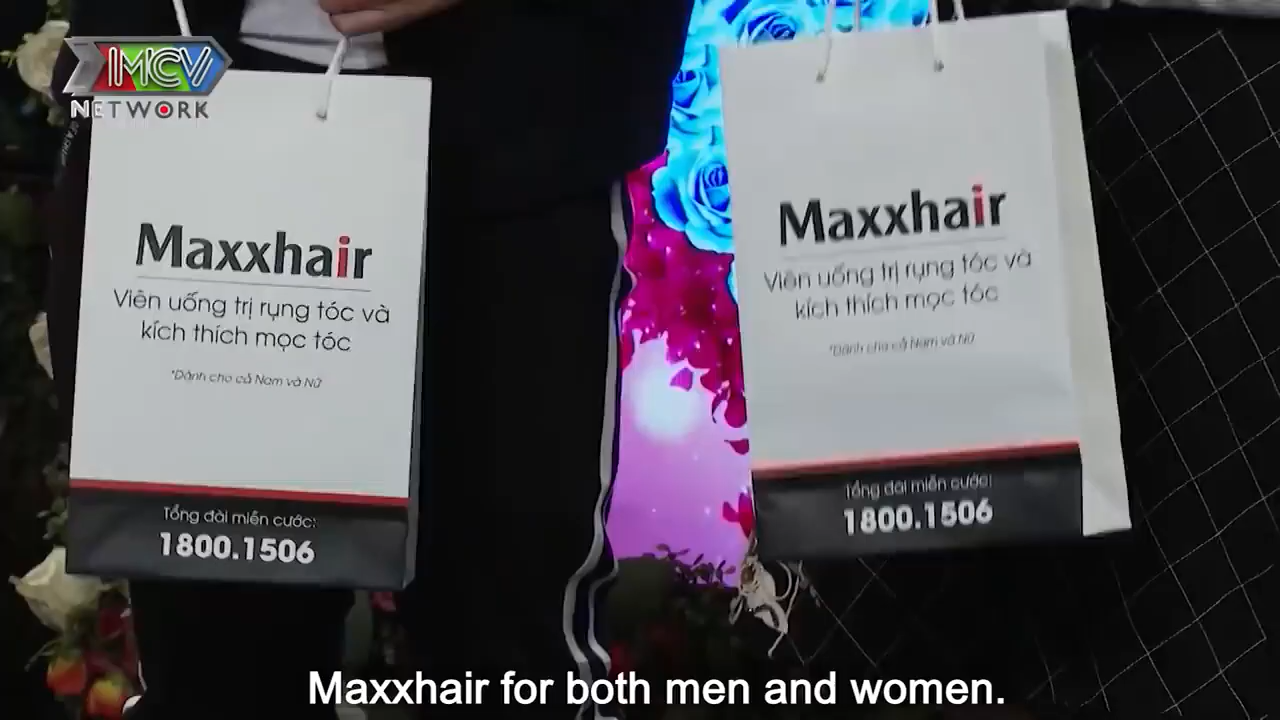 MCV
NETWORK
Maxxhair
Viên uống trị rụng tóc và
kích thích mọc tóc
*Dành cho cả Nam và Nữ
Tổng đài miễn cước:
1800.1506
Maxxhair
Viên uống trị rụng tóc và
kích thích mọc tóc
*Dành cho cả Nam và Nữ
Tổng đài miễn cước:
1800.1506
Maxxhair for both men and women.